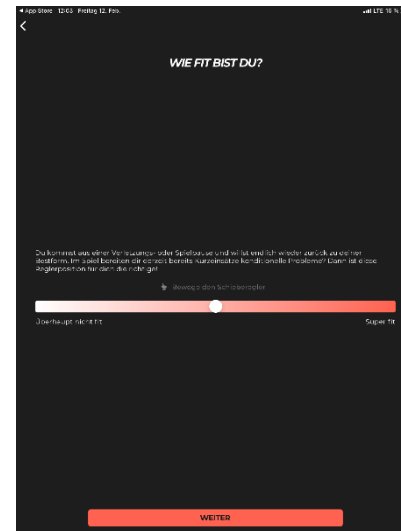 App Store 12:03 Freitag 12. Feb. LTE 16 %
WIE FIT BIST DU?
Du kommst aus einer Verletzungs- oder Spielpause und willst endlich wieder zurück zu deiner
Bestform. Im Spiel bereiten dir derzeit bereits Kurzeinsätze konditionelle Probleme? Dann ist diese
Reglerposition für dich die richtige!
Bewege den Schieberegler
Überhaupt nicht fit Super fit
WEITER